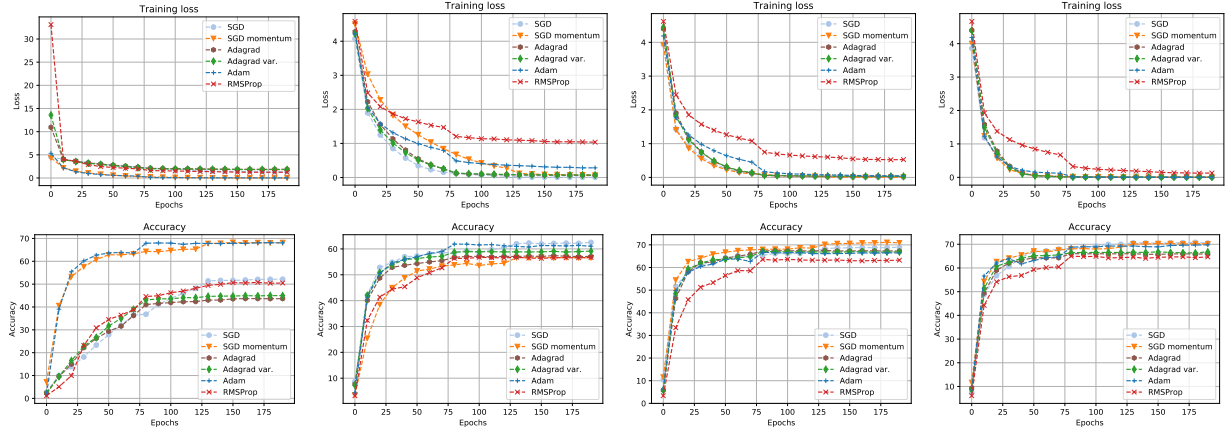 Training loss
Loss
35
30
25
20
15
10
5
0
0 25 50 75 100 125 150 175
Epochs
SGD
SGD momentum
Adagrad
Adagrad var.
Adam
RMSProp
Training loss
Loss
4
3
2
1
0
0 25 50 75 100 125 150 175
Epochs
SGD
SGD momentum
Adagrad
Adagrad var.
Adam
RMSProp
Training loss
Loss
4
3
2
1
0
0 25 50 75 100 125 150 175
Epochs
SGD
SGD momentum
Adagrad
Adagrad var.
Adam
RMSProp
Training loss
Loss
4
3
2
1
0
0 25 50 75 100 125 150 175
Epochs
SGD
SGD momentum
Adagrad
Adagrad var.
Adam
RMSProp
Accuracy
Accuracy
70
60
50
40
30
20
10
0
0 25 50 75 100 125 150 175
Epochs
SGD
SGD momentum
Adagrad
Adagrad var.
Adam
RMSProp
Accuracy
Accuracy
60
50
40
30
20
10
0 25 50 75 100 125 150 175
Epochs
SGD
SGD momentum
Adagrad
Adagrad var.
Adam
RMSProp
Accuracy
Accuracy
70
60
50
40
30
20
10
0
0 25 50 75 100 125 150 175
Epochs
SGD
SGD momentum
Adagrad
Adagrad var.
Adam
RMSProp
Accuracy
Accuracy
70
60
50
40
30
20
10
0 25 50 75 100 125 150 175
Epochs
SGD
SGD momentum
Adagrad
Adagrad var.
Adam
RMSProp